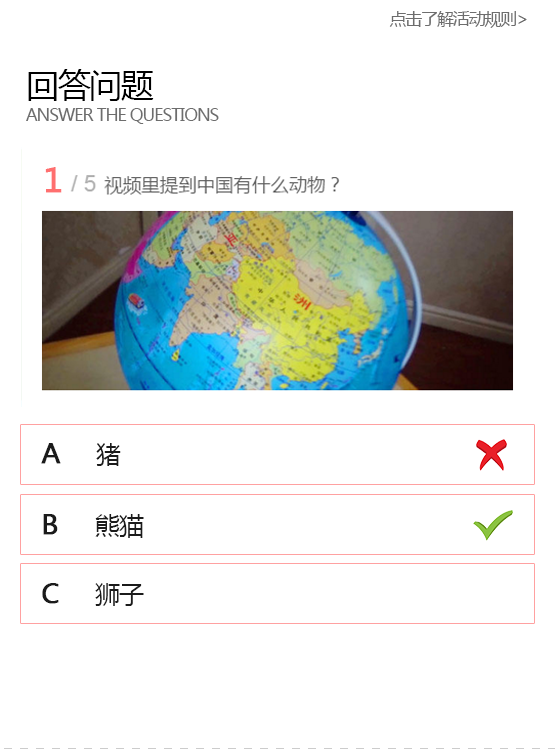 点击了解活动规则>
回答问题
ANSWER THE QUESTIONS
1 / 5 视频里提到中国有什么动物？
A 猪
B 熊猫
C 狮子